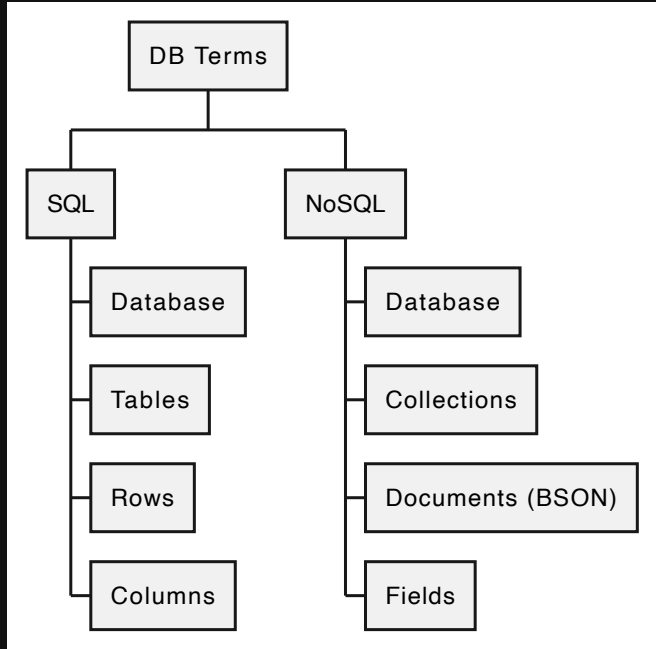 DB Terms
SQL
NoSQL
Database
Database
Tables
Collections
Rows
Documents (BSON)
Columns
Fields